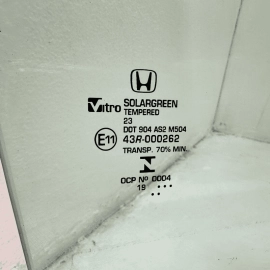 Vitro SOLARGREEN
TEMPERED
23
DOT 904 AS2 M504
E11 43R-000262
TRANSP. 70% MIN.
N
OCP Nº 0004
19